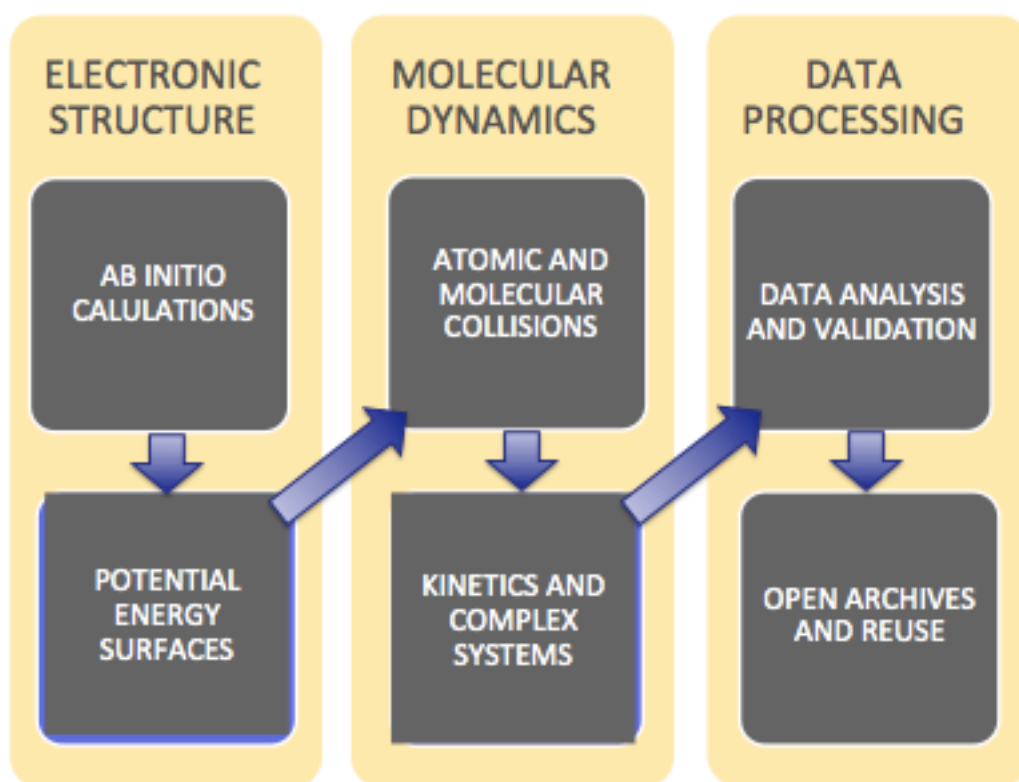 ELECTRONIC
STRUCTURE
AB INITIO
CALULATIONS
POTENTIAL
ENERGY
SURFACES
MOLECULAR
DYNAMICS
ATOMIC AND
MOLECULAR
COLLISIONS
KINETICS AND
COMPLEX
SYSTEMS
DATA
PROCESSING
DATA ANALYSIS
AND VALIDATION
OPEN ARCHIVES
AND REUSE